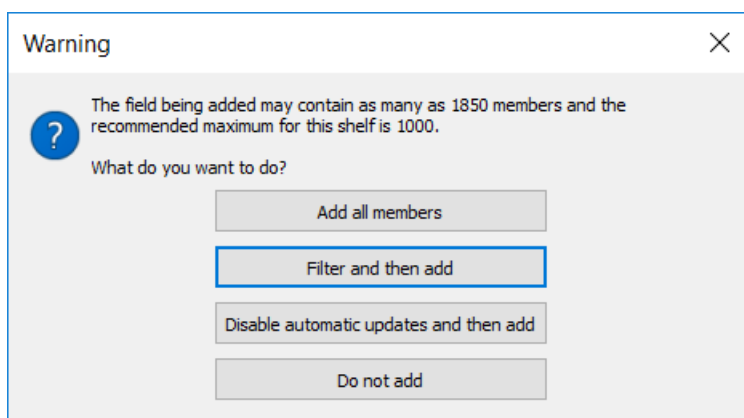 Warning
The field being added may contain as many as 1850 members and the
recommended maximum for this shelf is 1000.
What do you want to do?
Add all members
Filter and then add
Disable automatic updates and then add
Do not add